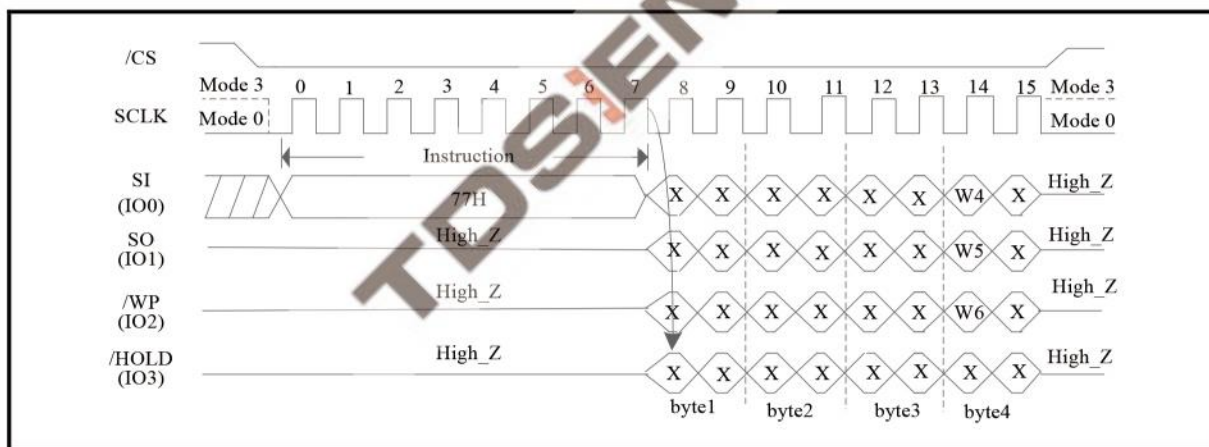 /CS
Mode 3 0 1 2 3 4 5 6 7 8 9 10 11 12 13 14 15 Mode 3
SCLK
Mode 0 Mode 0
Instruction
SI
(IO0)
77H X X X X X X W4 X High_Z
SO
(IO1)
High_Z X X X X X X W5 X High_Z
/WP
(IO2)
High_Z X X X X X X W6 X High_Z
/HOLD
(IO3)
High_Z X X X X X X X X High_Z
byte1 byte2 byte3 byte4
TDSiEN